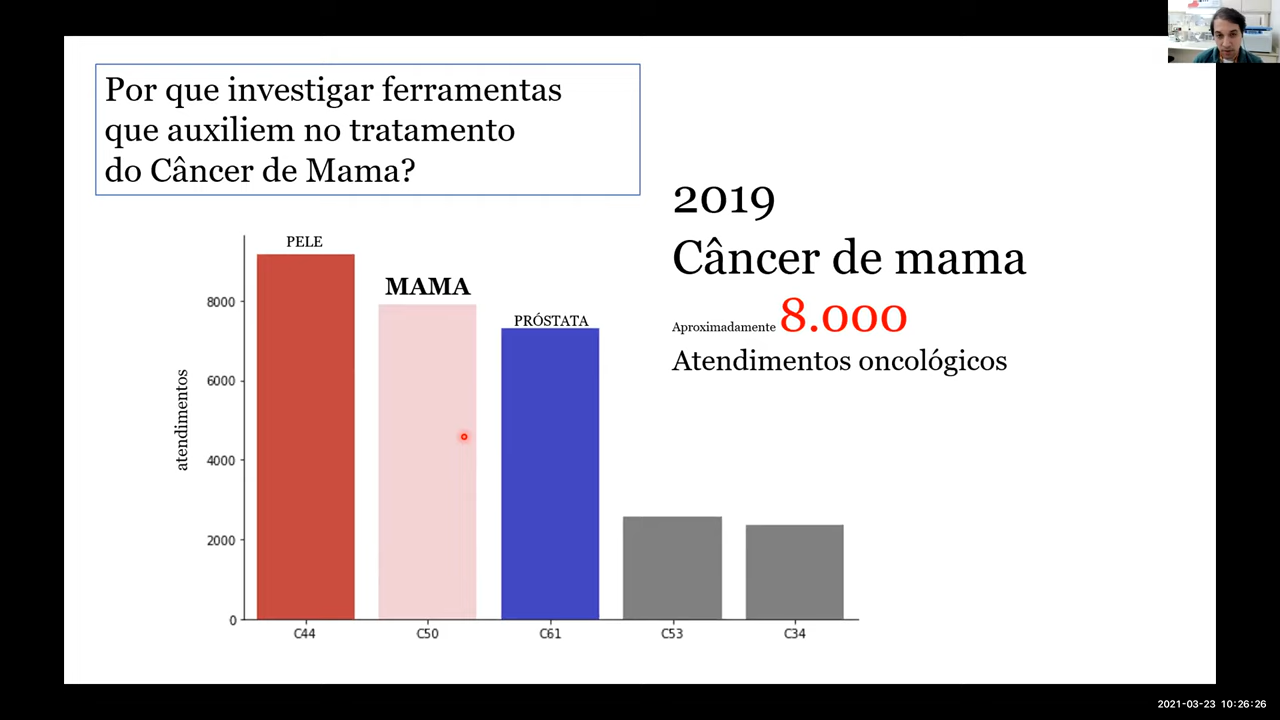 Por que investigar ferramentas
que auxiliem no tratamento
do Câncer de Mama?
2019
Câncer de mama
Aproximadamente 8.000
Atendimentos oncológicos
PELE
MAMA
PRÓSTATA
atendimentos
8000
6000
4000
2000
0
C44 C50 C61 C53 C34
2021-03-23 10:26:26